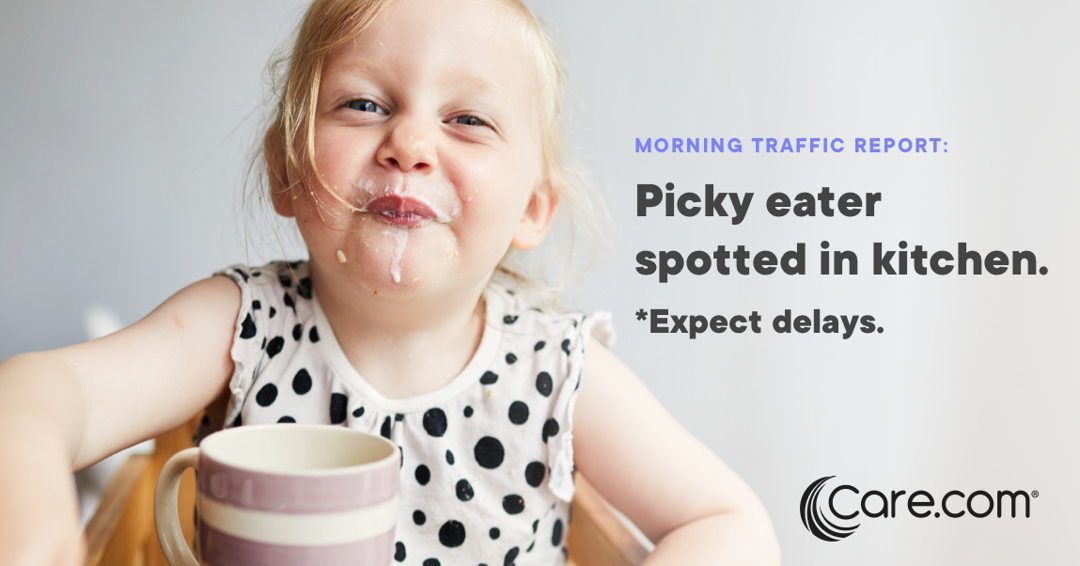 MORNING TRAFFIC REPORT:
Picky eater
spotted in kitchen.
*Expect delays.
Care.com®